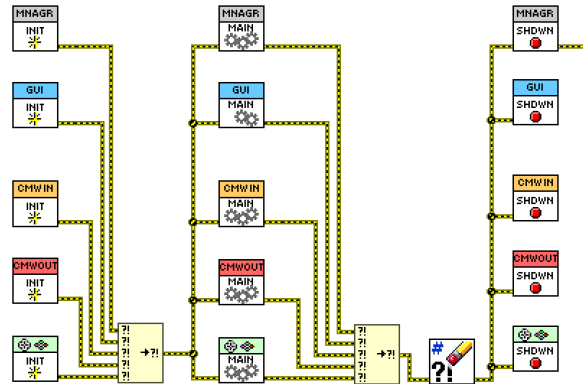 MNAGR MNAGR MNAGR
INIT MAIN SHDWN
GUI GUI GUI
INIT MAIN SHDWN
CMWIN CMWIN CMWIN
INIT MAIN SHDWN
CMWOUT CMWOUT CMWOUT
INIT MAIN SHDWN
?! ?!
?! ?!
?! →?! ?! →?! #
?! ?! ?!
?! ?!
INIT MAIN SHDWN